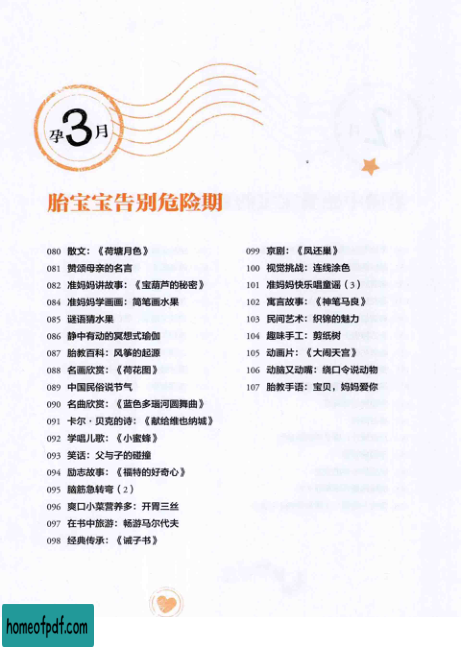 孕3月
胎宝宝告别危险期
080 散文：《荷塘月色》
081 赞颂母亲的名言
082 准妈妈讲故事：《宝葫芦的秘密》
084 准妈妈学画画：简笔画水果
085 谜语猜水果
086 静中有动的冥想式瑜伽
087 胎教百科：风筝的起源
088 名画欣赏：《荷花图》
089 中国民俗说节气
090 名曲欣赏：《蓝色多瑙河圆舞曲》
091 卡尔·贝克的诗：《献给维也纳城》
092 学唱儿歌：《小蜜蜂》
093 笑话：父与子的碰撞
094 励志故事：《福特的好奇心》
095 脑筋急转弯（2）
096 爽口小菜营养多：开胃三丝
097 在书中旅游：畅游马尔代夫
098 经典传承：《诫子书》
099 京剧：《凤还巢》
100 视觉挑战：连线涂色
101 准妈妈快乐唱童谣（3）
102 寓言故事：《神笔马良》
103 民间艺术：织锦的魅力
104 趣味手工：剪纸树
105 动画片：《大闹天宫》
106 动脑又动嘴：绕口令说动物
107 胎教手语：宝贝，妈妈爱你
homeofpdf.com